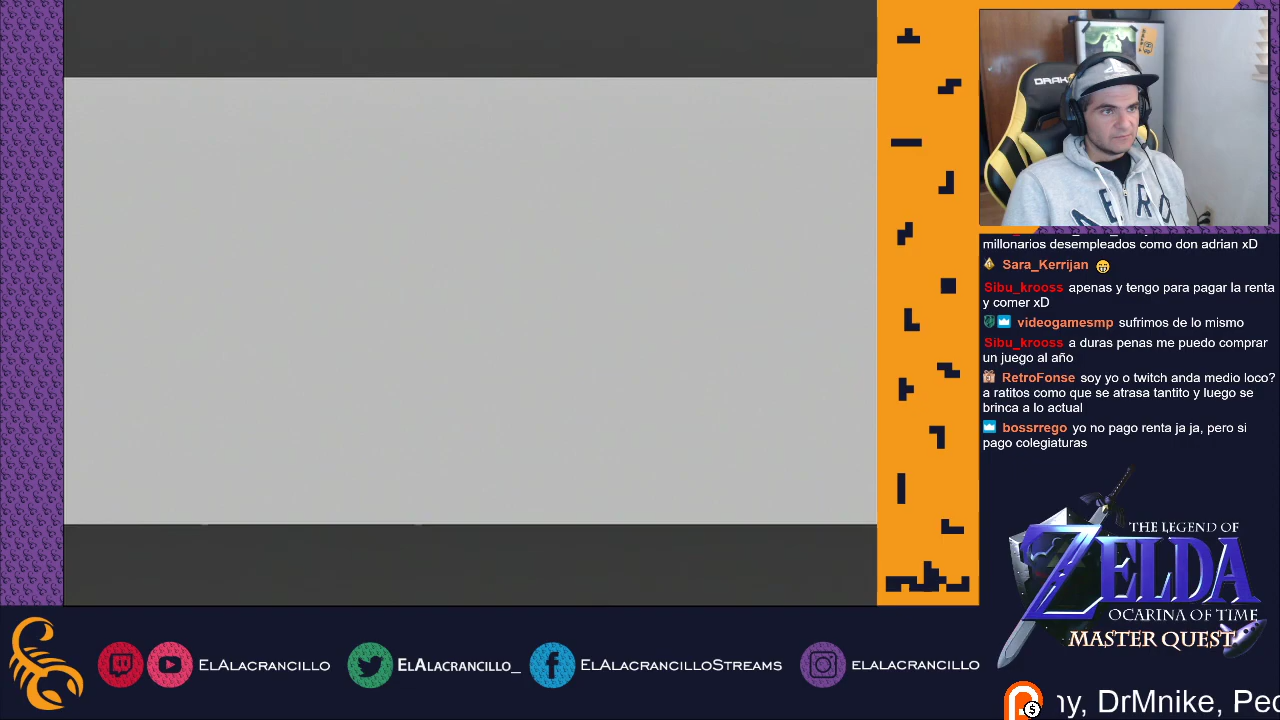 DRAK
AERO
millonarios desempleados como don adrian xD
Sara_Kerrijan
Sibu_krooss apenas y tengo para pagar la renta
y comer xD
videogamesmp sufrimos de lo mismo
Sibu_krooss a duras penas me puedo comprar
un juego al año
RetroFonse soy yo o twitch anda medio loco?
a ratitos como que se atrasa tantito y luego se
brinca a lo actual
bossrrego yo no pago renta ja ja, pero si
pago colegiaturas
THE LEGEND OF
ZELDA
OCARINA OF TIME
MASTER QUEST
ElAlacrancillo
ElAlacrancillo_
ElAlacrancilloStreams
elalacrancillo
ny, DrMnike, Pec